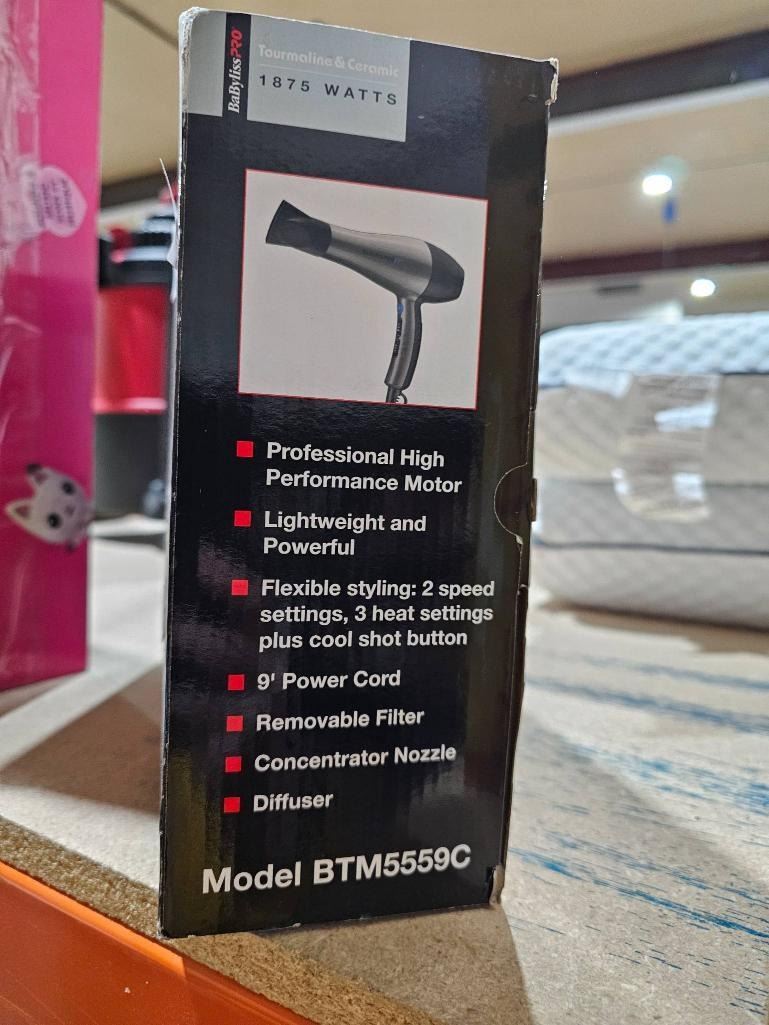 BaBylissPRO
Tourmaline & Ceramic
1875 WATTS
Professional High
Performance Motor
Lightweight and
Powerful
Flexible styling: 2 speed
settings, 3 heat settings
plus cool shot button
9' Power Cord
Removable Filter
Concentrator Nozzle
Diffuser
Model BTM5559C